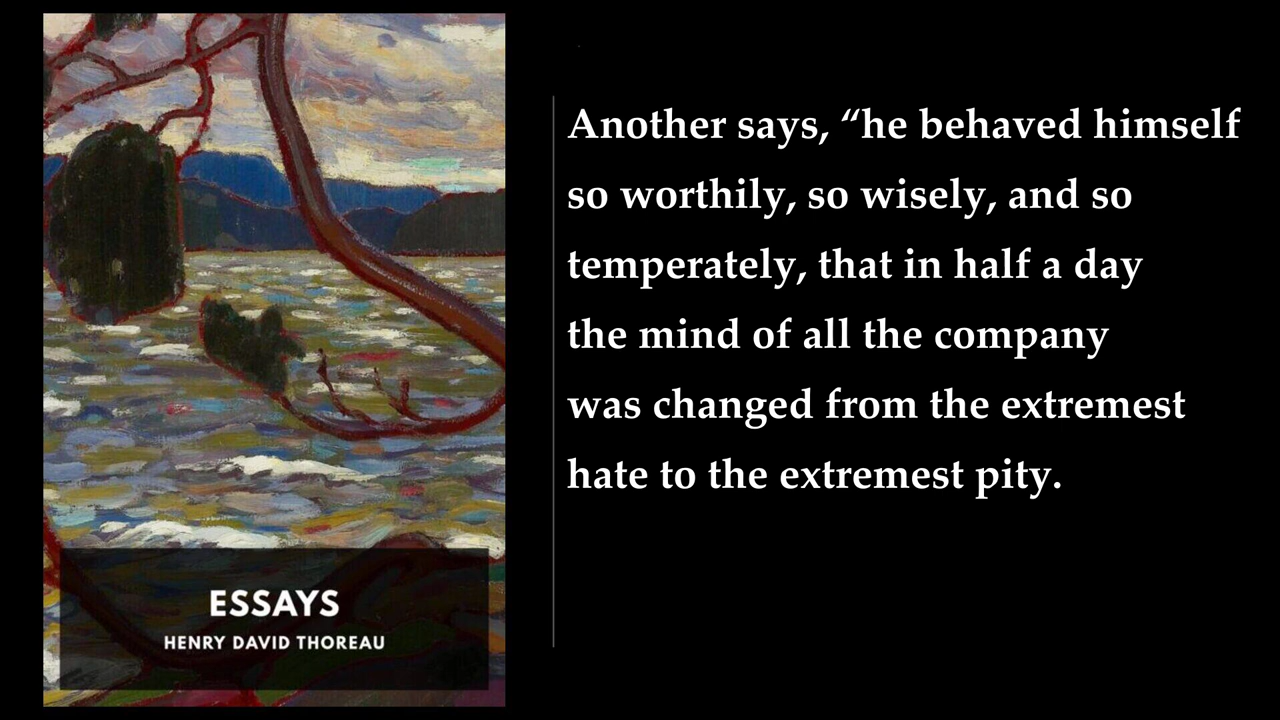 Another says, “he behaved himself
so worthily, so wisely, and so
temperately, that in half a day
the mind of all the company
was changed from the extremest
hate to the extremest pity.
ESSAYS
HENRY DAVID THOREAU